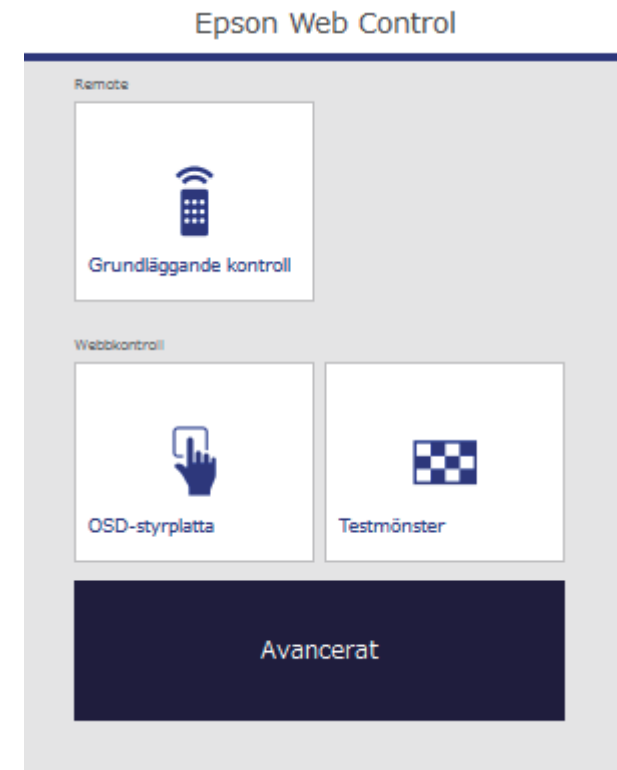 Epson Web Control
Remote
Grundläggande kontroll
Webbkontroll
OSD-styrplatta
Testmönster
Avancerat